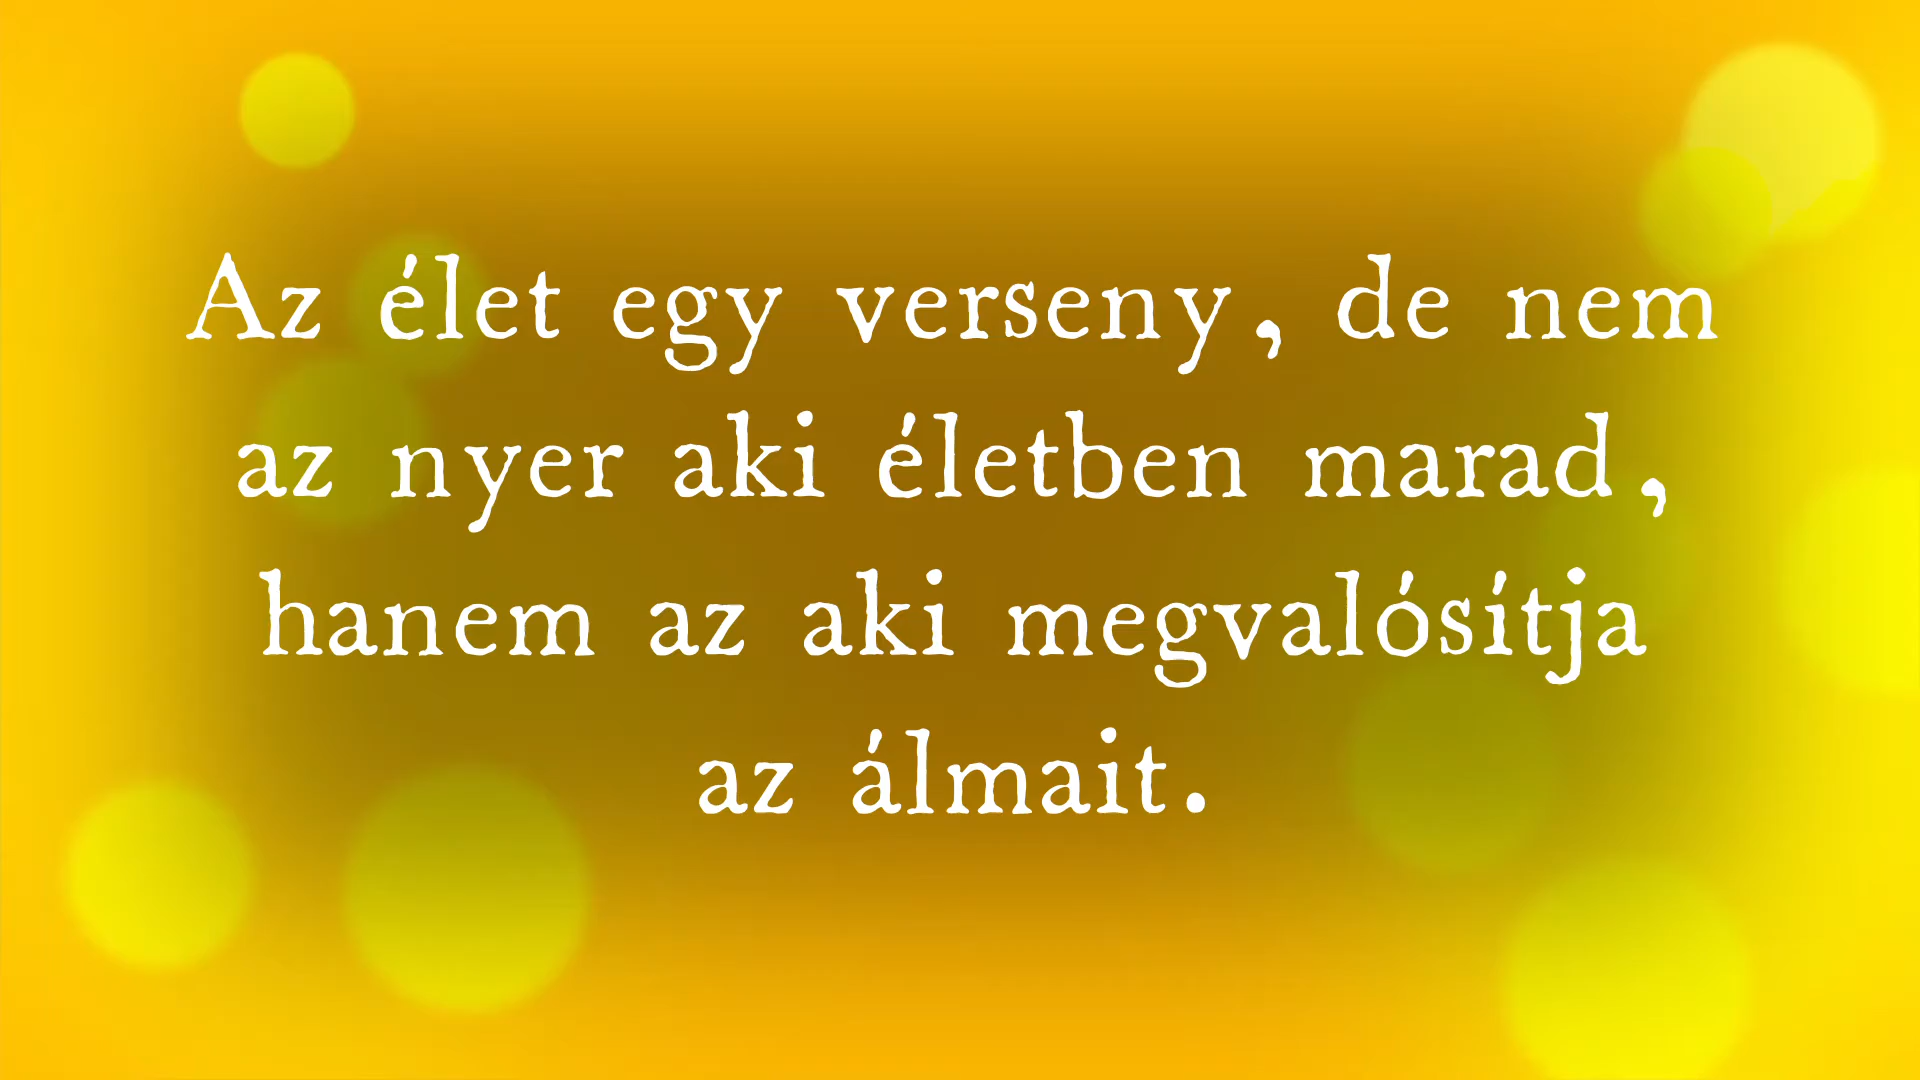 Az élet egy verseny, de nem
az nyer aki életben marad,
hanem az aki megvalósítja
az álmait.